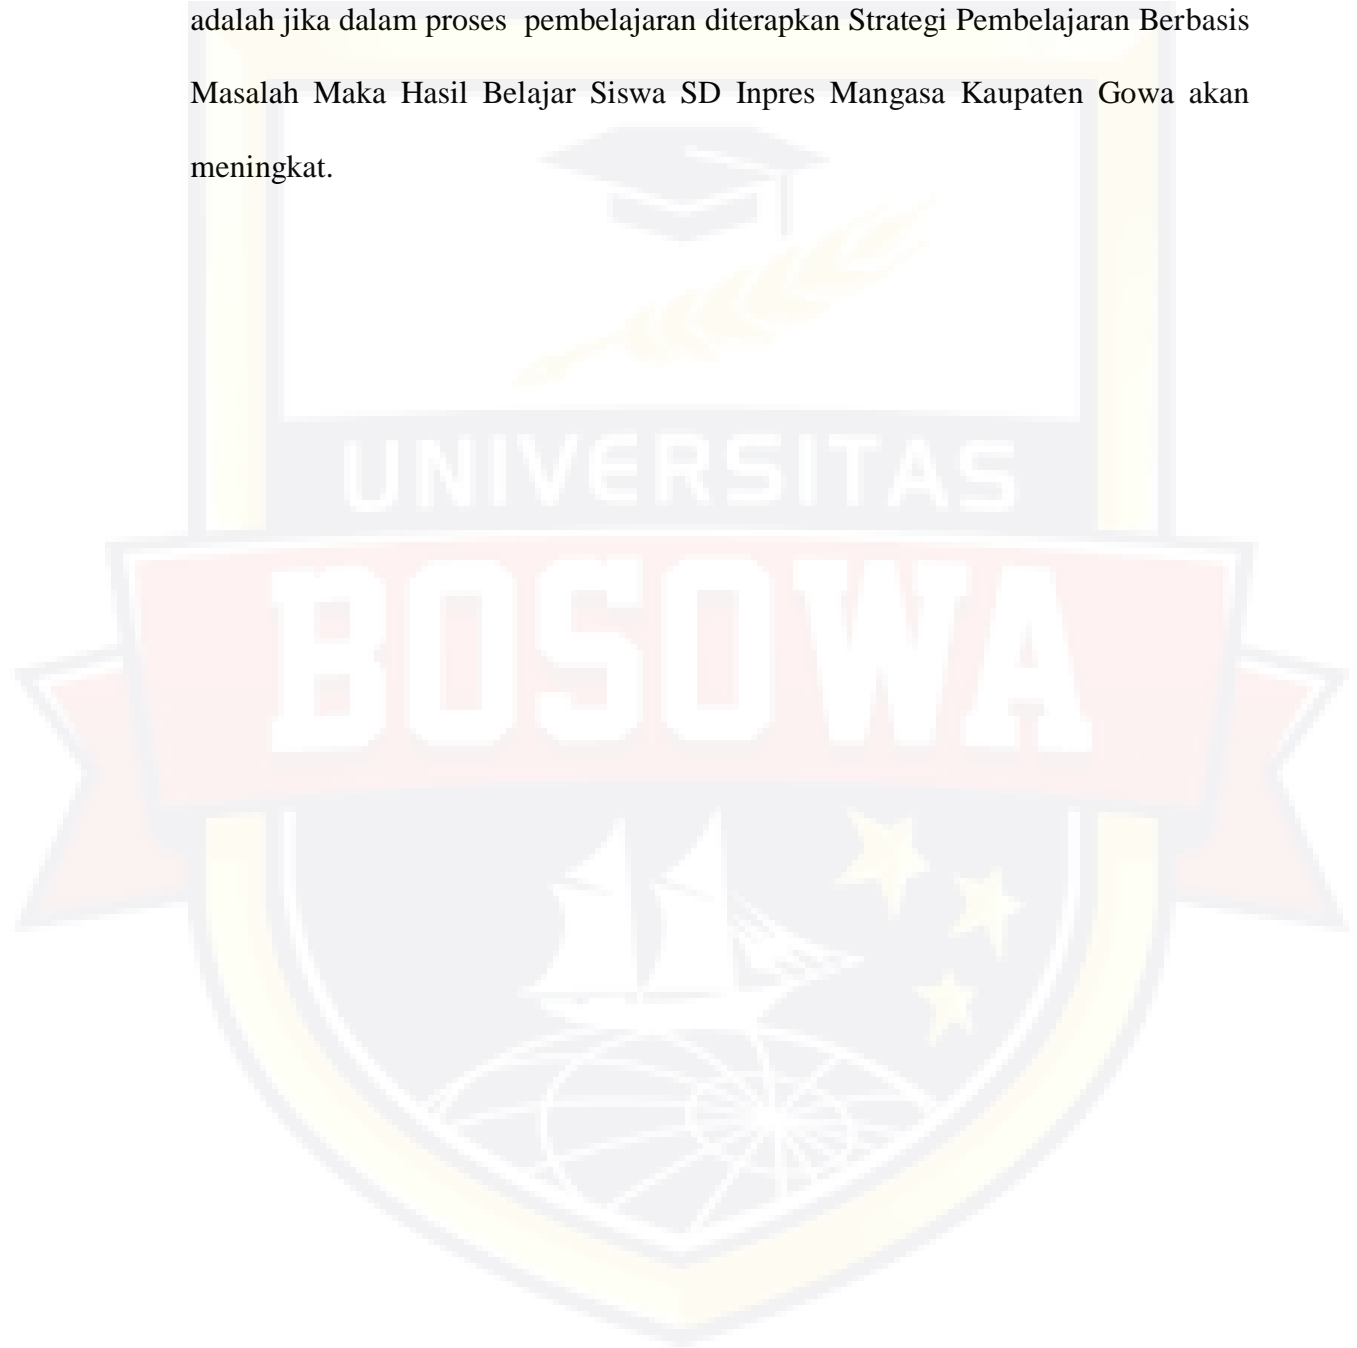 adalah jika dalam proses  pembelajaran diterapkan Strategi Pembelajaran Berbasis
Masalah Maka Hasil Belajar Siswa SD Inpres Mangasa Kaupaten Gowa akan
meningkat.
UNIVERSITAS
BOSOWA